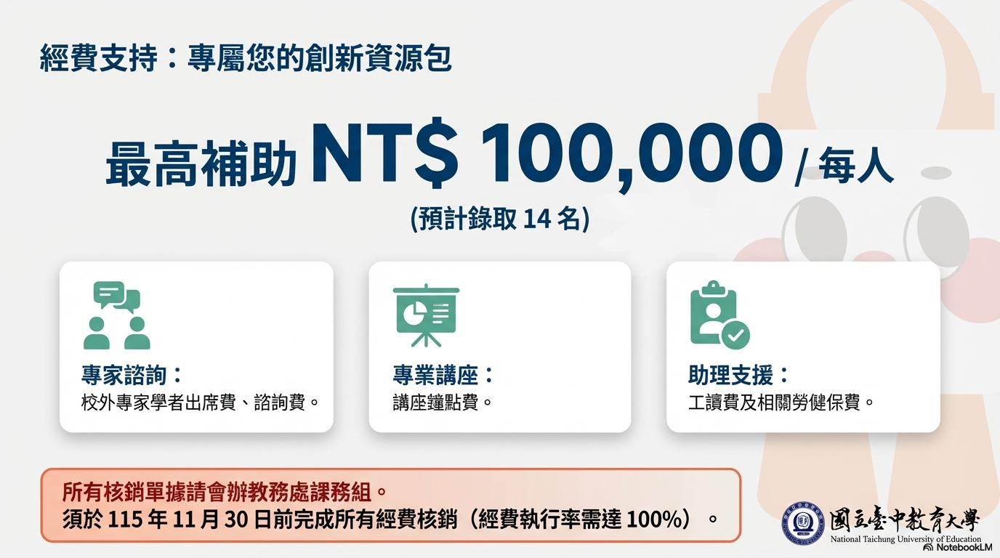 經費支持：專屬您的創新資源包
最高補助 NT$ 100,000 / 每人
(預計錄取 14 名)
專家諮詢：
校外專家學者出席費、諮詢費。
專業講座：
講座鐘點費。
助理支援：
工讀費及相關勞健保費。
所有核銷單據請會辦教務處課務組。
須於 115 年 11 月 30 日前完成所有經費核銷（經費執行率需達 100%）。
國立臺中教育大學
National Taichung University of Education
NotebookLM